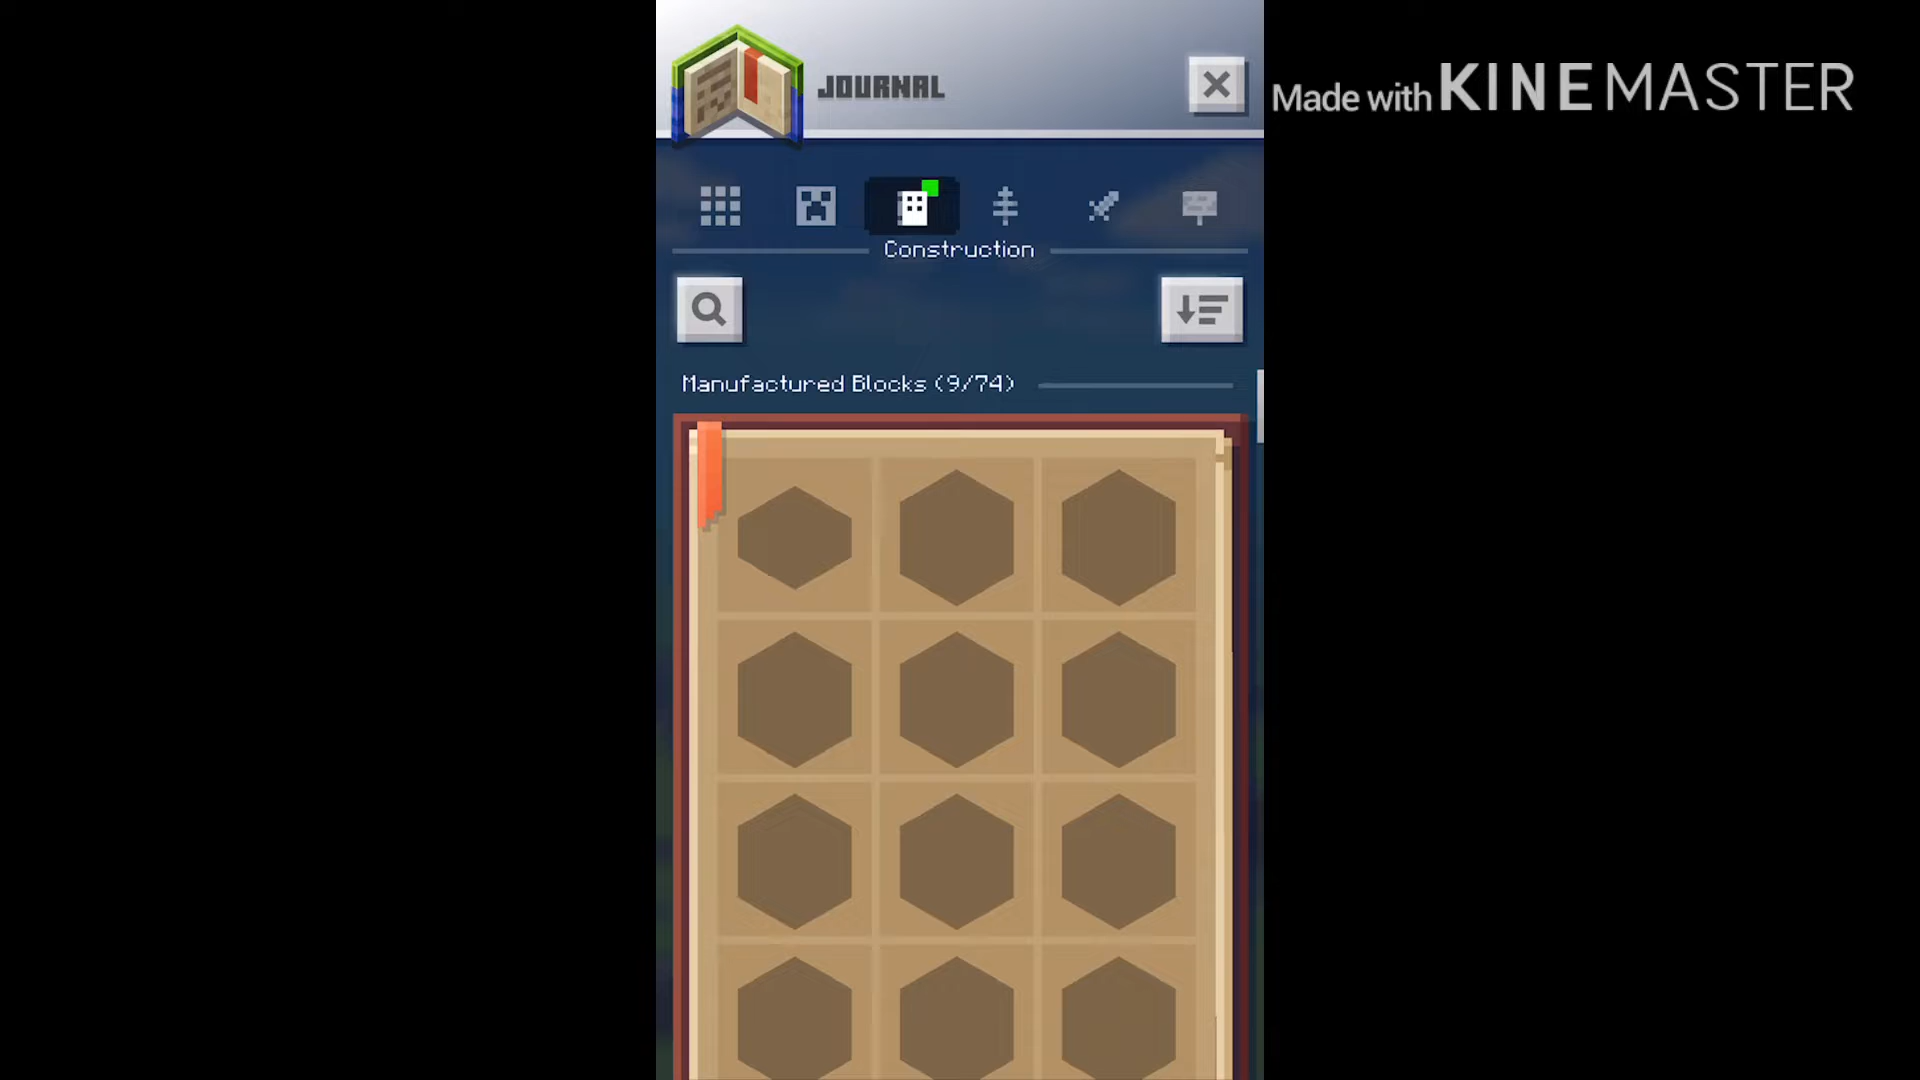 JOURNAL
Made with KINEMASTER
Construction
Manufactured Blocks (9/74)